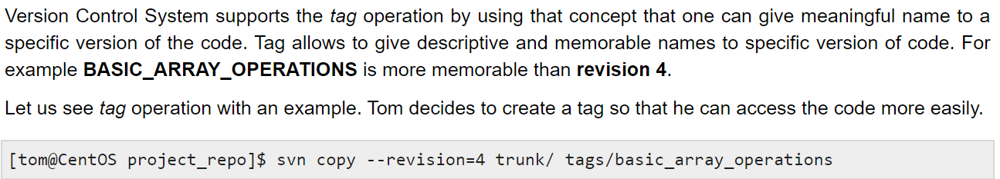 Version Control System supports the tag operation by using that concept that one can give meaningful name to a
specific version of the code. Tag allows to give descriptive and memorable names to specific version of code. For
example BASIC_ARRAY_OPERATIONS is more memorable than revision 4.
Let us see tag operation with an example. Tom decides to create a tag so that he can access the code more easily.
[tom@CentOS project_repo]$ svn copy --revision=4 trunk/ tags/basic_array_operations